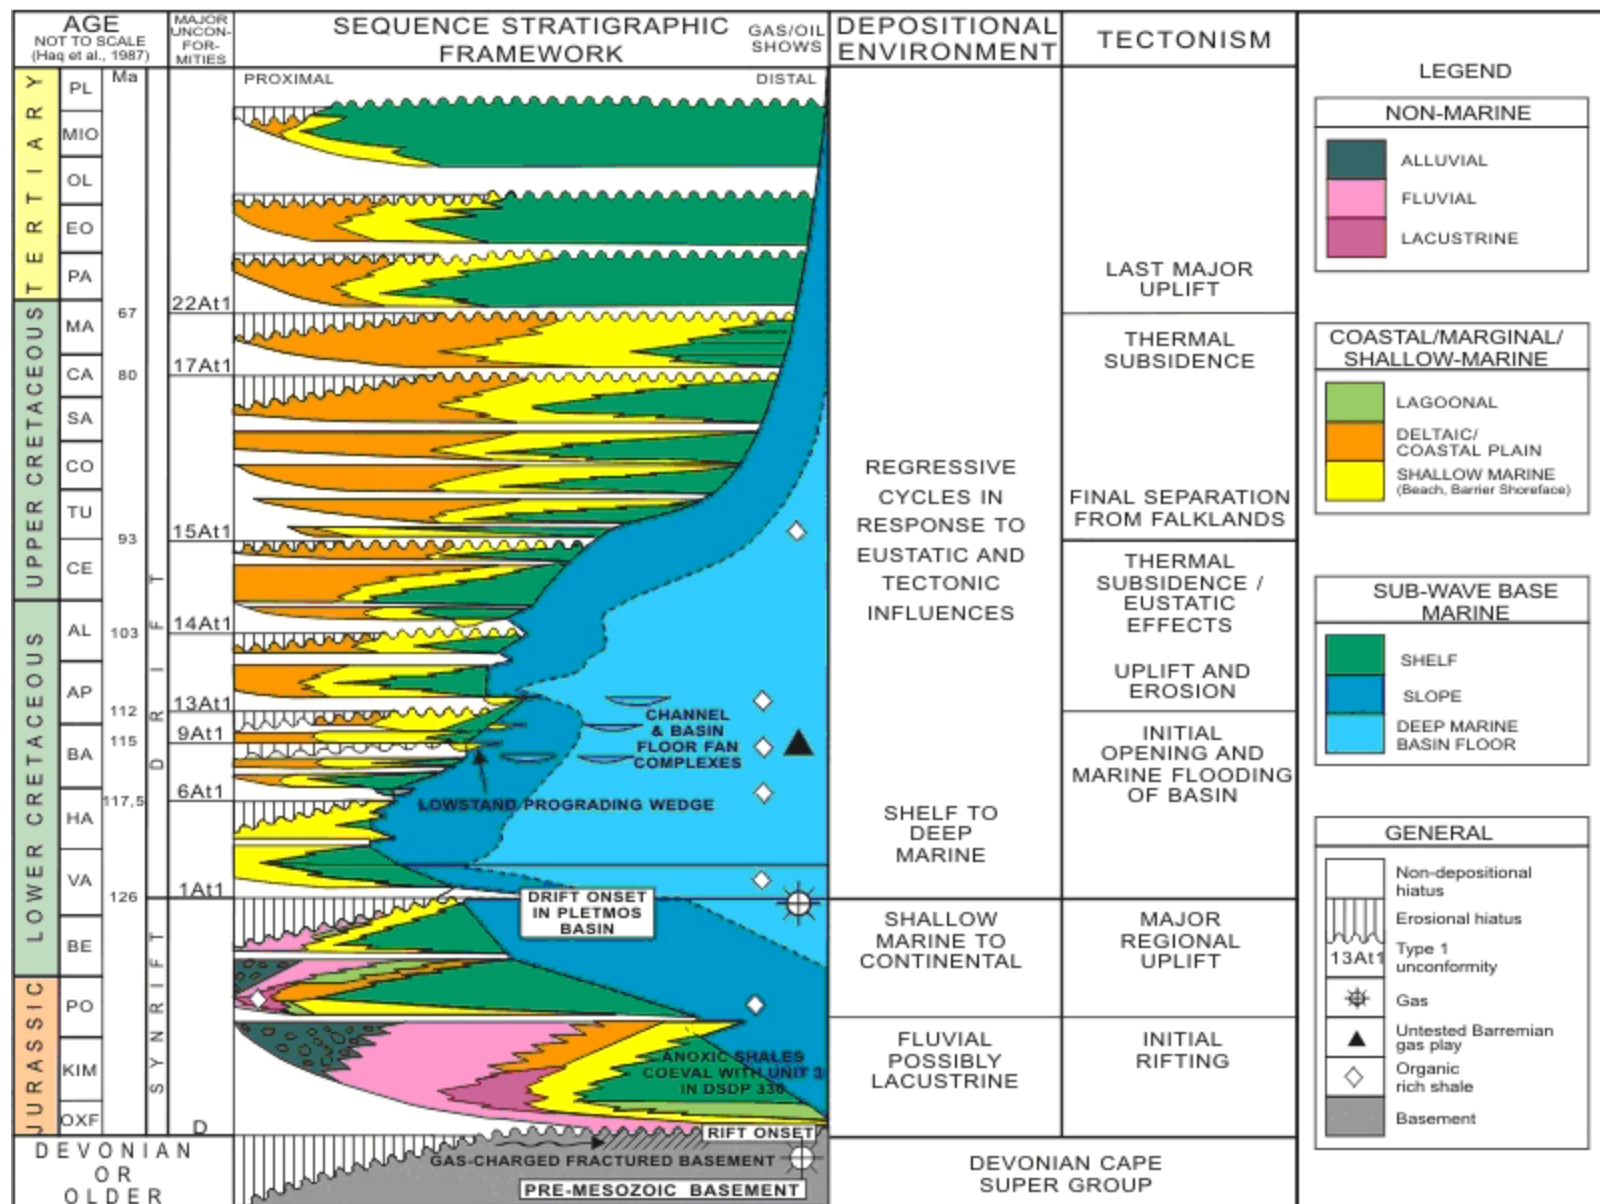 AGE
NOT TO SCALE
(Haq et al., 1987)
MAJOR
UNCON-
FOR-
MITIES
SEQUENCE STRATIGRAPHIC
FRAMEWORK
GAS/OIL
SHOWS
DEPOSITIONAL
ENVIRONMENT
TECTONISM
Ma
PROXIMAL
DISTAL
TERTIARY
PL
MIO
OL
EO
PA
UPPER CRETACEOUS
MA
CA
SA
CO
TU
CE
LOWER CRETACEOUS
AL
AP
BA
HA
VA
BE
JURASSIC
PO
KIM
OXF
DEVONIAN
OR
OLDER
67
80
93
103
112
115
117,5
126
DRIFT
SYNRIFT
22At1
17At1
15At1
14At1
13At1
9At1
6At1
1At1
D
CHANNEL
& BASIN
FLOOR FAN
COMPLEXES
LOWSTAND PROGRADING WEDGE
DRIFT ONSET
IN PLETMOS
BASIN
ANOXIC SHALES
COEVAL WITH UNIT 3
IN DSDP 330
RIFT ONSET
GAS-CHARGED FRACTURED BASEMENT
PRE-MESOZOIC BASEMENT
REGRESSIVE
CYCLES IN
RESPONSE TO
EUSTATIC AND
TECTONIC
INFLUENCES
SHELF TO
DEEP
MARINE
SHALLOW
MARINE TO
CONTINENTAL
FLUVIAL
POSSIBLY
LACUSTRINE
LAST MAJOR
UPLIFT
THERMAL
SUBSIDENCE
FINAL SEPARATION
FROM FALKLANDS
THERMAL
SUBSIDENCE /
EUSTATIC
EFFECTS
UPLIFT AND
EROSION
INITIAL
OPENING AND
MARINE FLOODING
OF BASIN
MAJOR
REGIONAL
UPLIFT
INITIAL
RIFTING
DEVONIAN CAPE
SUPER GROUP
LEGEND
NON-MARINE
ALLUVIAL
FLUVIAL
LACUSTRINE
COASTAL/MARGINAL/
SHALLOW-MARINE
LAGOONAL
DELTAIC/
COASTAL PLAIN
SHALLOW MARINE
(Beach, Barrier Shoreface)
SUB-WAVE BASE
MARINE
SHELF
SLOPE
DEEP MARINE
BASIN FLOOR
GENERAL
Non-depositional
hiatus
Erosional hiatus
13At1
Type 1
unconformity
Gas
Untested Barremian
gas play
Organic
rich shale
Basement